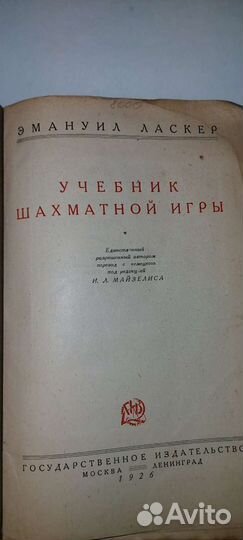 8000
ЭМАНУИЛ ЛАСКЕР
УЧЕБНИК
ШАХМАТНОЙ ИГРЫ
Единственный
разрешенный автором
перевод с немецкого
под редакцией
И. Л. МАЙЗЕЛИСА
ГОСУДАРСТВЕННОЕ ИЗДАТЕЛЬСТВО
МОСКВА — ЛЕНИНГРАД
1926
Avito